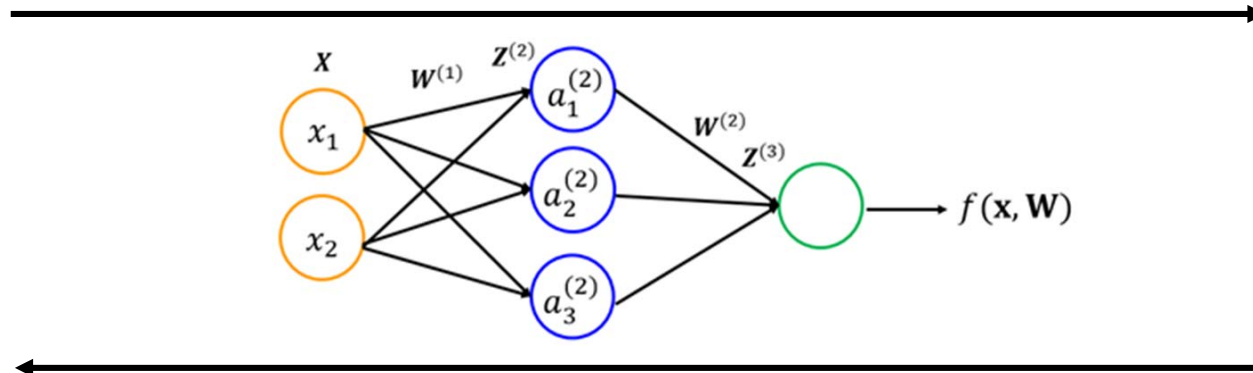 X
W⁽¹⁾
Z⁽²⁾
x₁
x₂
a₁⁽²⁾
a₂⁽²⁾
a₃⁽²⁾
W⁽²⁾
Z⁽³⁾
f(x, W)